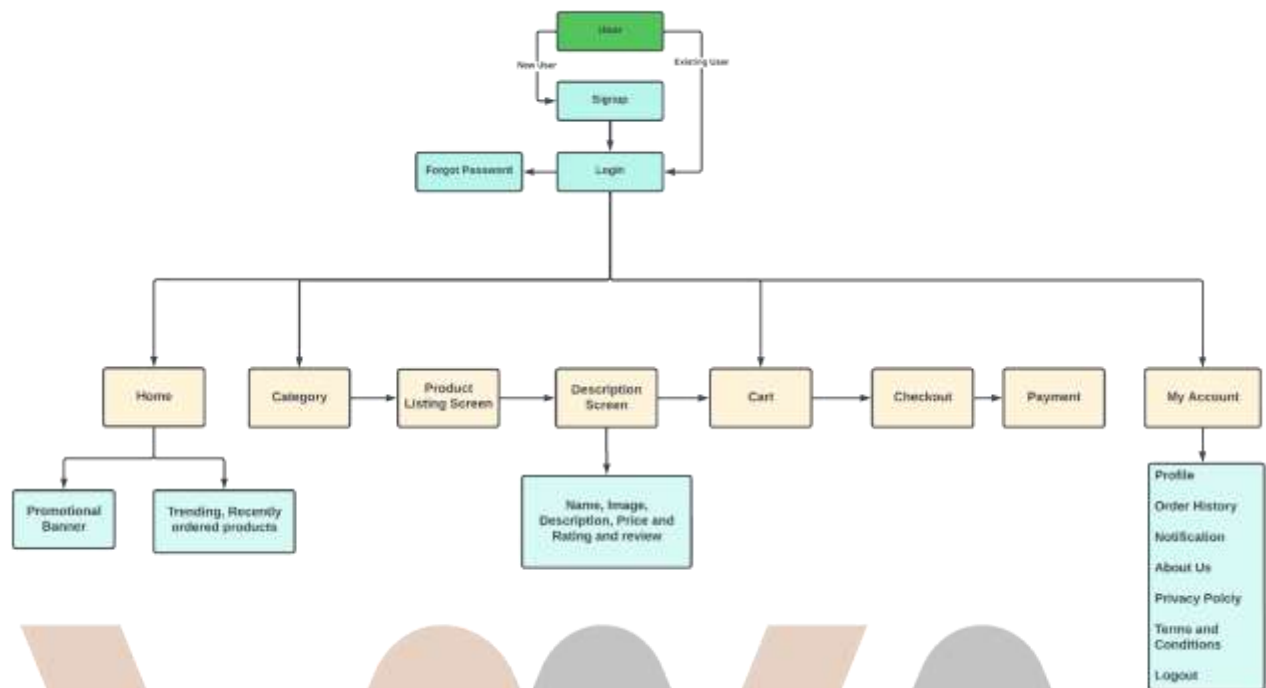 User
New User
Existing User
Signup
Forgot Password
Login
Home
Category
Product
Listing Screen
Description
Screen
Cart
Checkout
Payment
My Account
Promotional
Banner
Trending, Recently
ordered products
Name, Image,
Description, Price and
Rating and review
Profile
Order History
Notification
About Us
Privacy Polciy
Terms and
Conditions
Logout